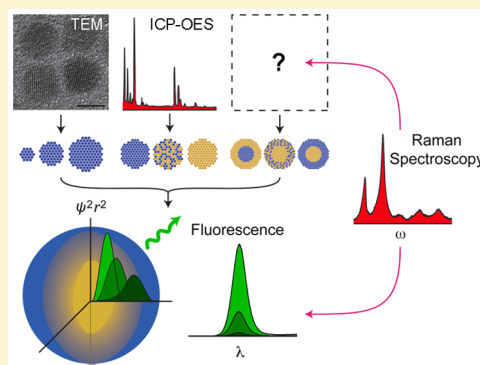 TEM
ICP-OES
?
Raman
Spectroscopy
ω
ψ²r²
Fluorescence
λ